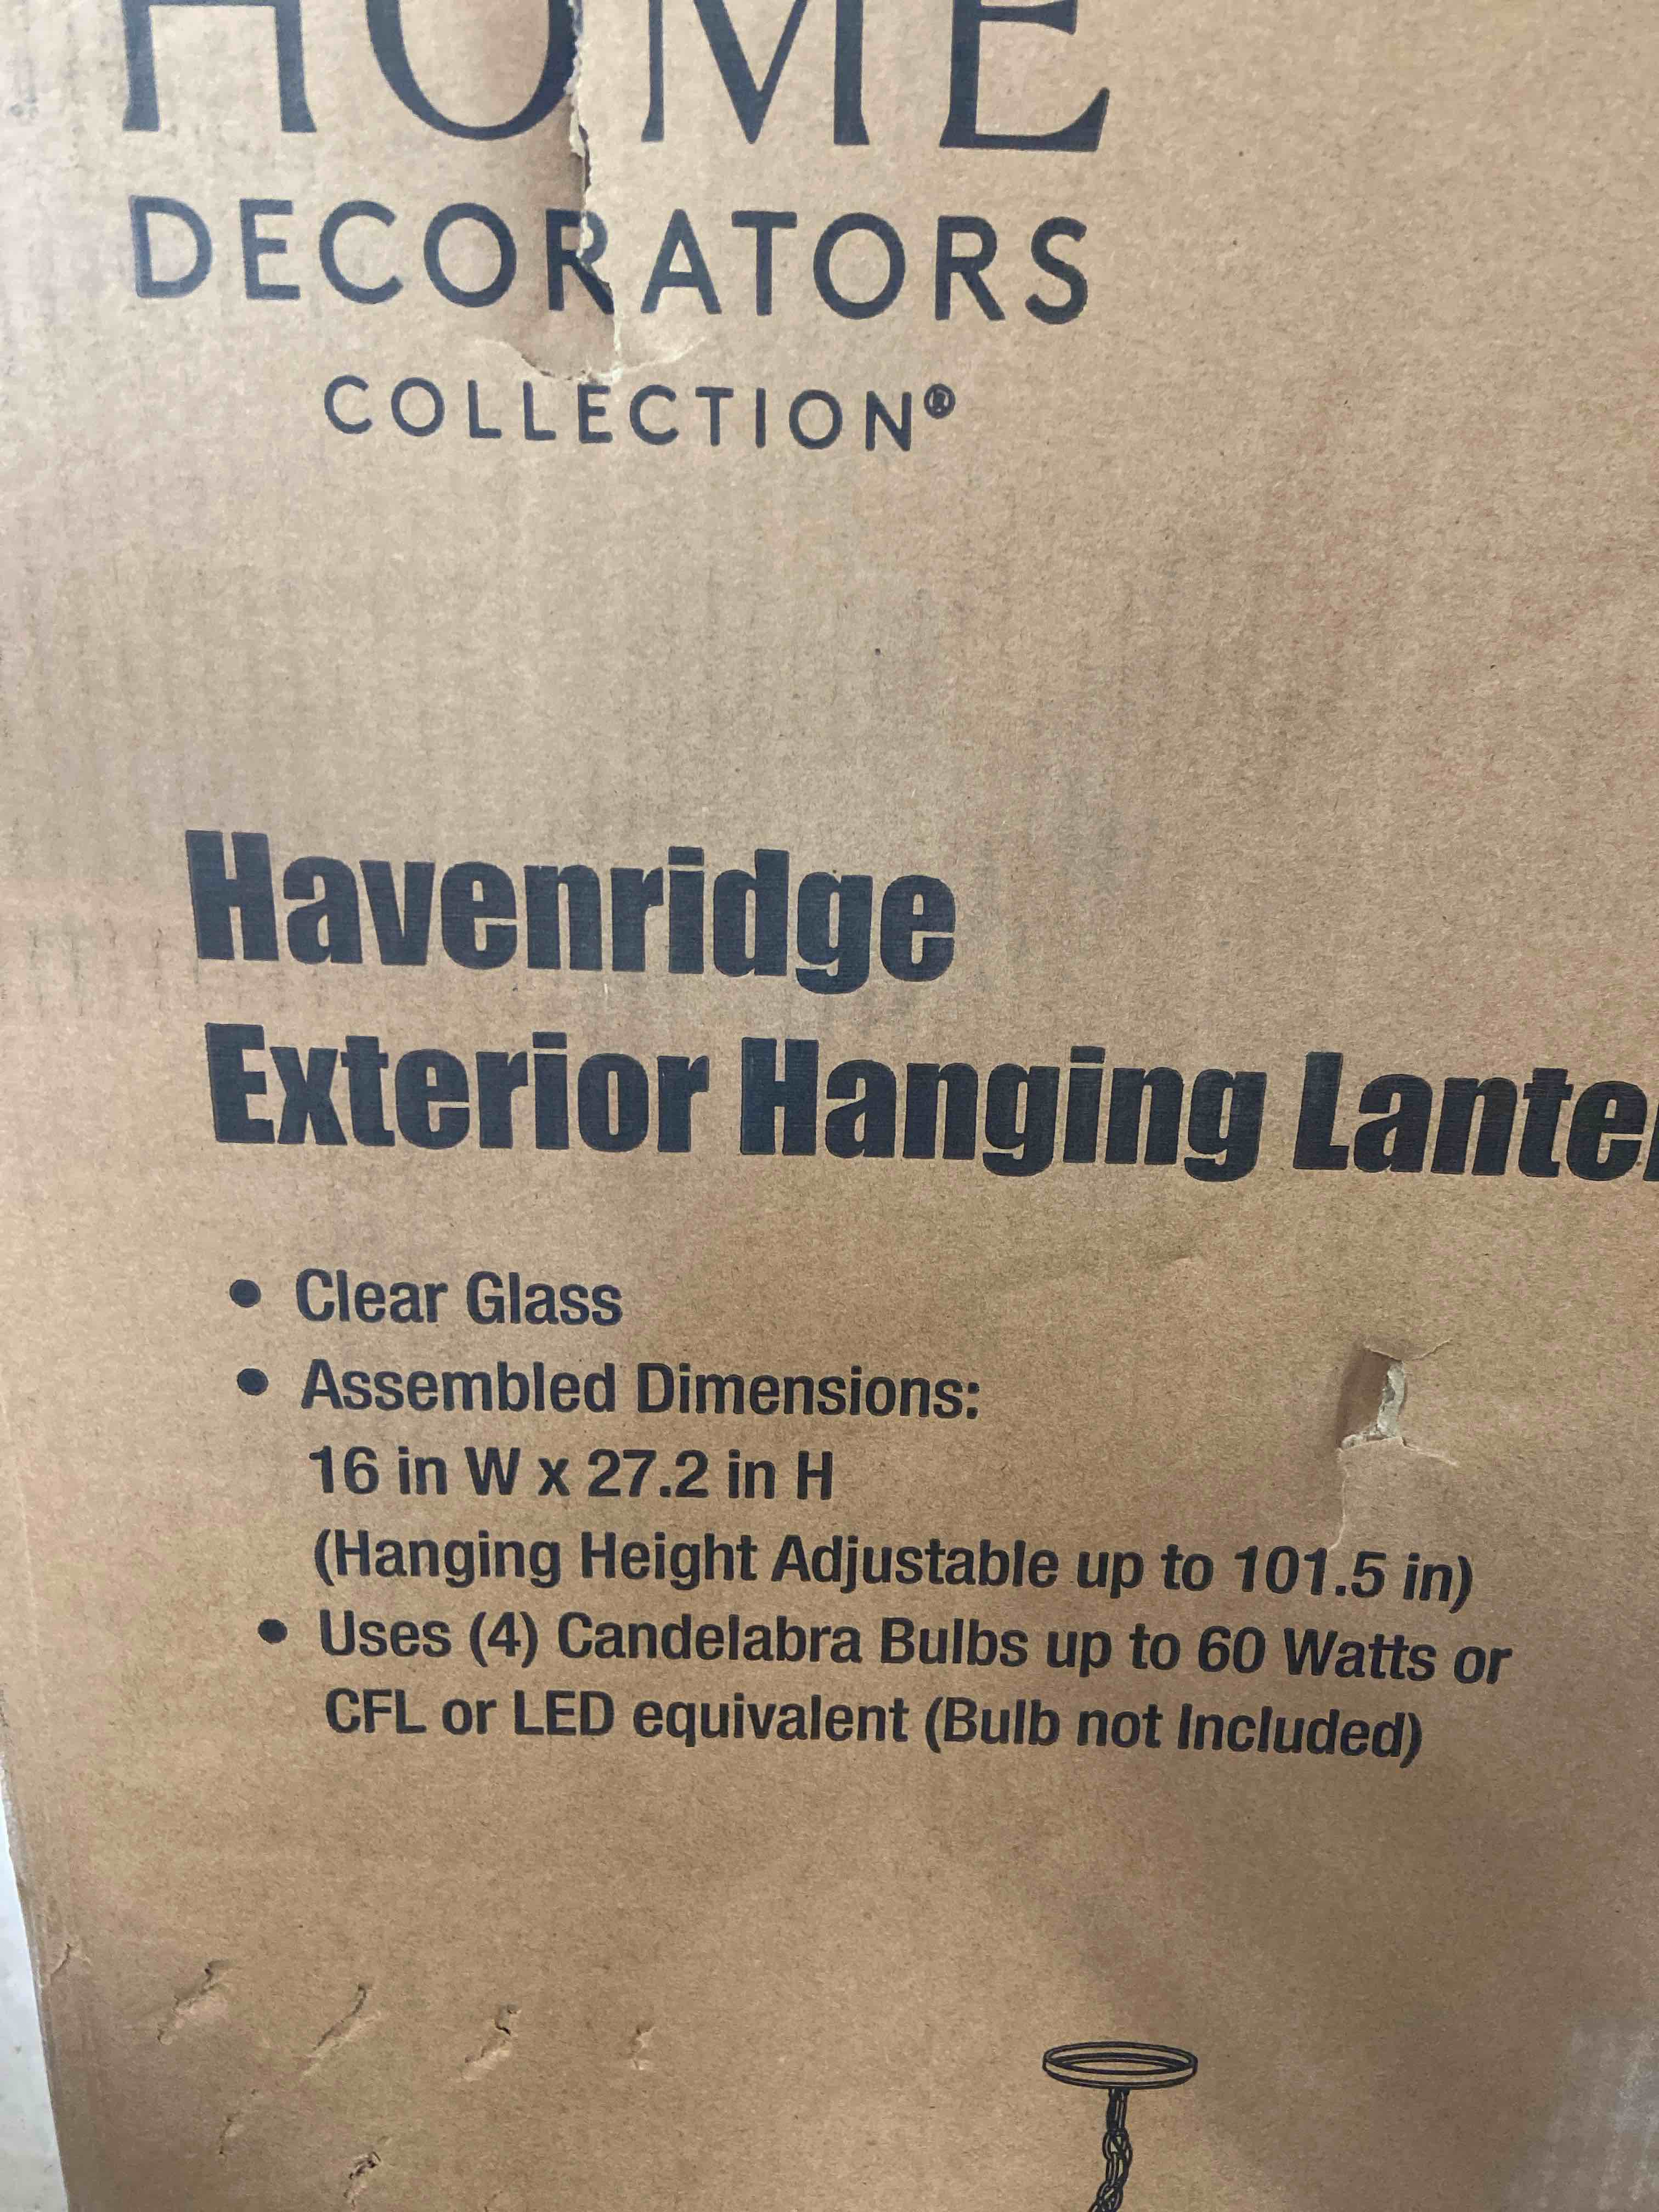 HOME
DECORATORS
COLLECTION®
Havenridge
Exterior Hanging Lanter
• Clear Glass
• Assembled Dimensions:
16 in W x 27.2 in H
(Hanging Height Adjustable up to 101.5 in)
• Uses (4) Candelabra Bulbs up to 60 Watts or
CFL or LED equivalent (Bulb not Included)